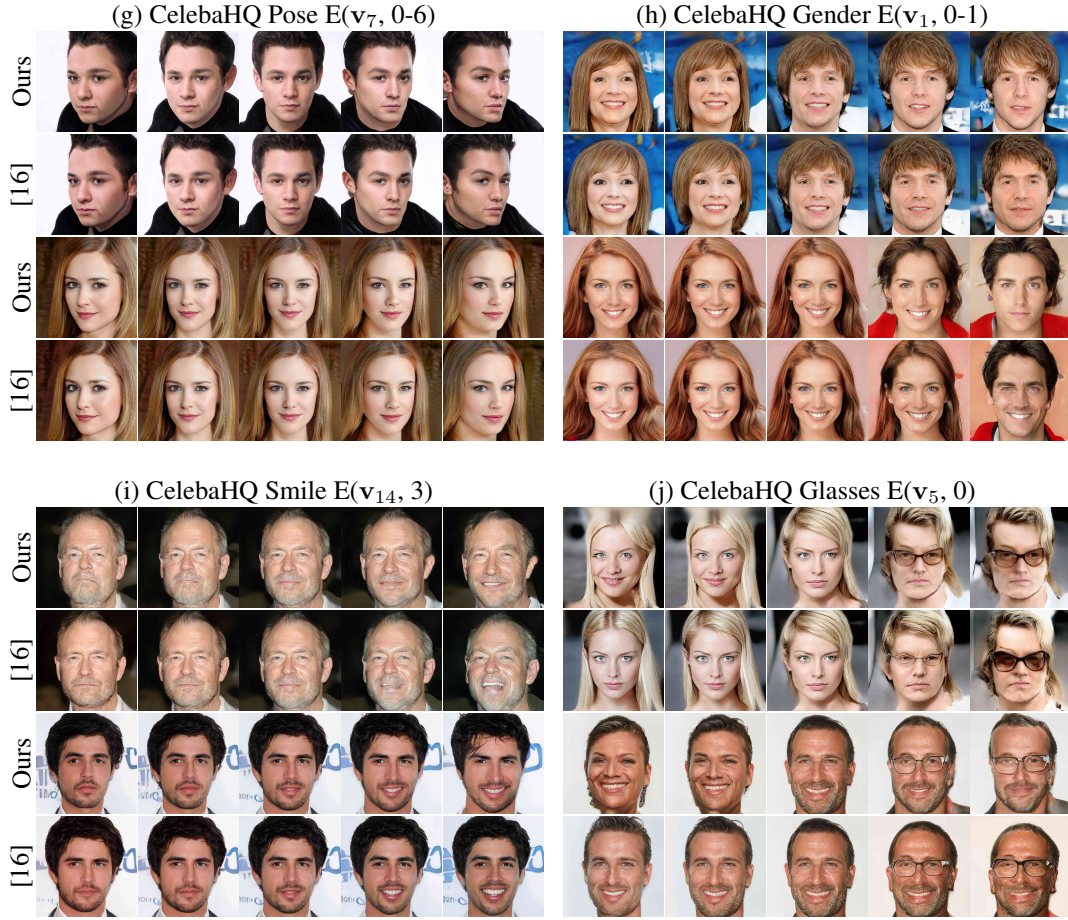 (g) CelebaHQ Pose E(v₇, 0-6)
Ours
[16]
Ours
[16]
(h) CelebaHQ Gender E(v₁, 0-1)
(i) CelebaHQ Smile E(v₁₄, 3)
Ours
[16]
Ours
[16]
(j) CelebaHQ Glasses E(v₅, 0)